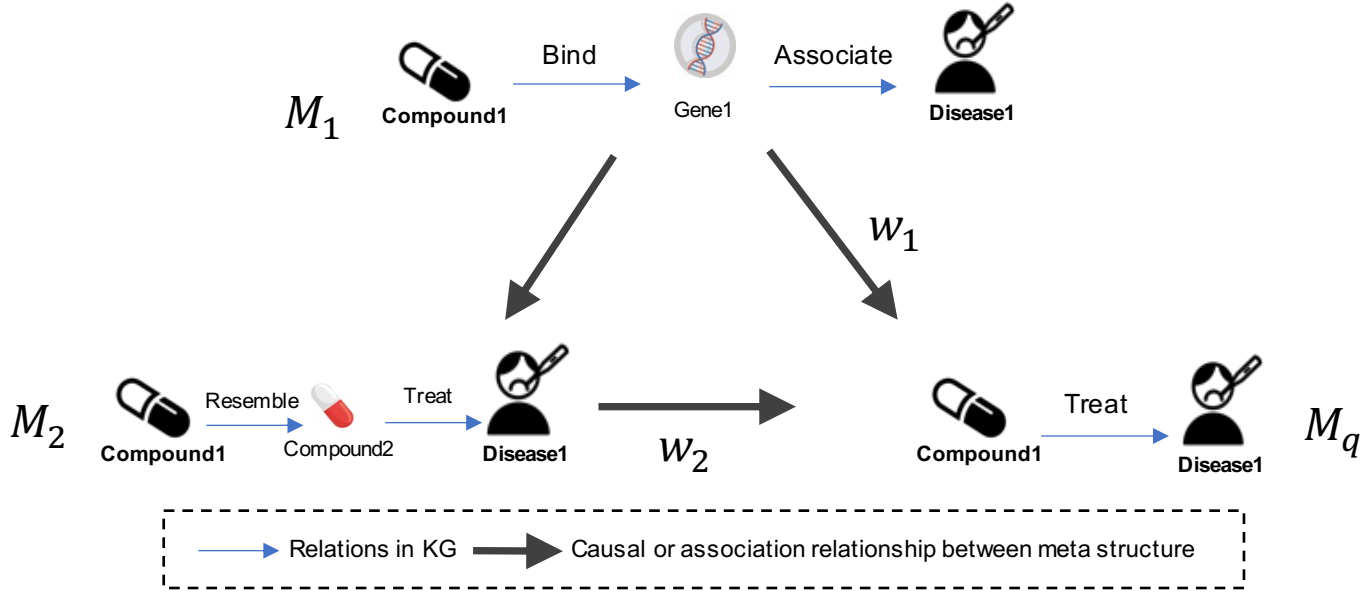 Bind
Associate
M₁
Compound1
Gene1
Disease1
w₁
M₂
Resemble
Treat
Compound1
Compound2
Disease1
w₂
Treat
Compound1
Disease1
M_q
Relations in KG
Causal or association relationship between meta structure